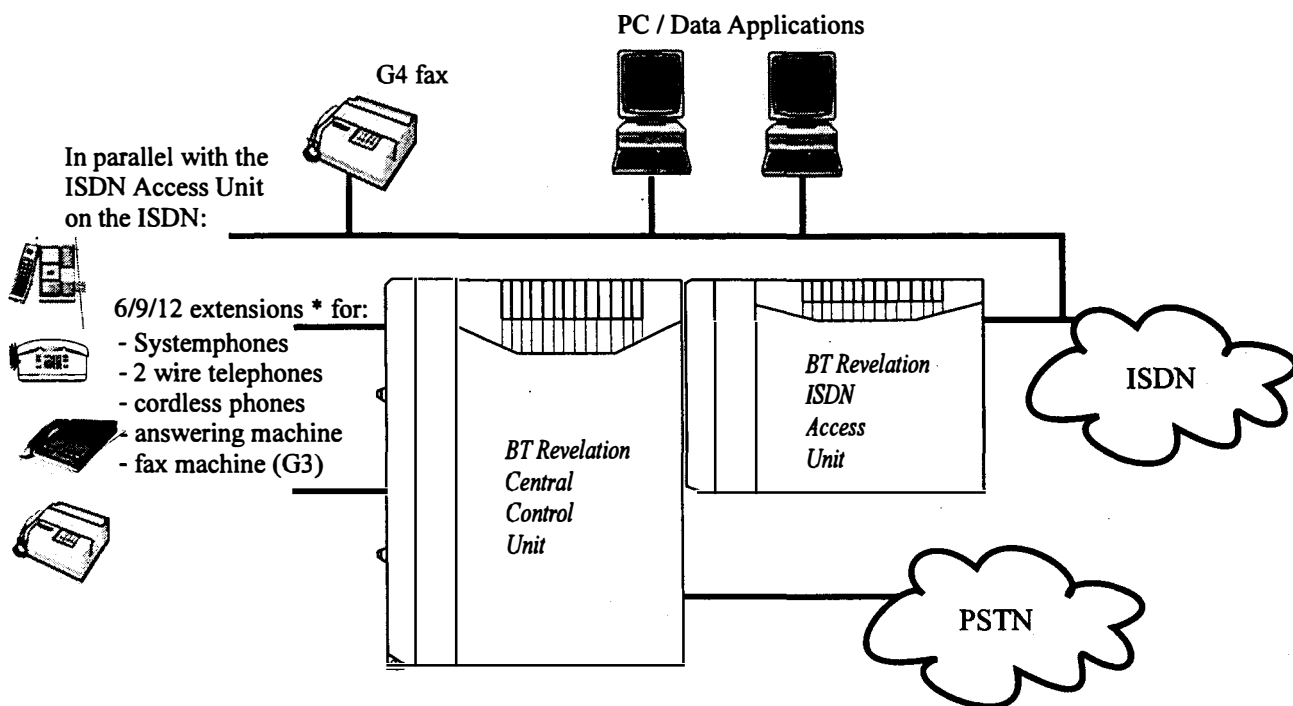 PC / Data Applications
G4 fax
In parallel with the
ISDN Access Unit
on the ISDN:
6/9/12 extensions * for:
- Systemphones
- 2 wire telephones
- cordless phones
- answering machine
- fax machine (G3)
BT Revelation
Central
Control
Unit
BT Revelation
ISDN
Access
Unit
ISDN
PSTN